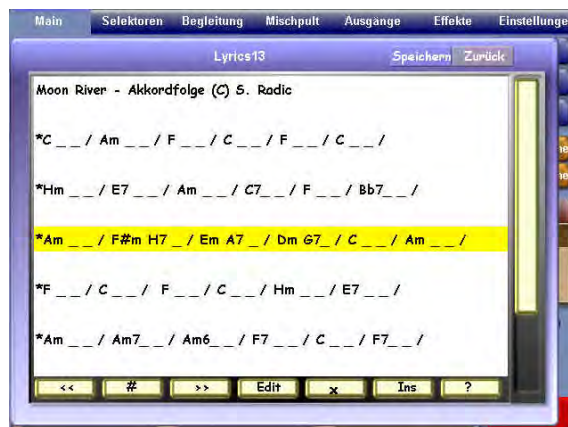 Main Selektoren Begleitung Mischpult Ausgänge Effekte Einstellunge
Lyrics13 Speichern Zurück
Moon River - Akkordfolge (C) S. Radic
*C _ _ / Am _ _ / F _ _ / C _ _ / F _ _ / C _ _ /
*Hm _ _ / E7 _ _ / Am _ _ / C7_ _ / F _ _ / Bb7_ _ /
*Am _ _ / F#m H7 _ / Em A7 _ / Dm G7_ / C _ _ / Am _ _ /
*F _ _ / C _ _ / F _ _ / C _ _ / Hm _ _ / E7 _ _ /
*Am _ _ / Am7_ _ / Am6_ _ / F7 _ _ / C _ _ / F7_ _ /
<< # >> Edit x Ins ?